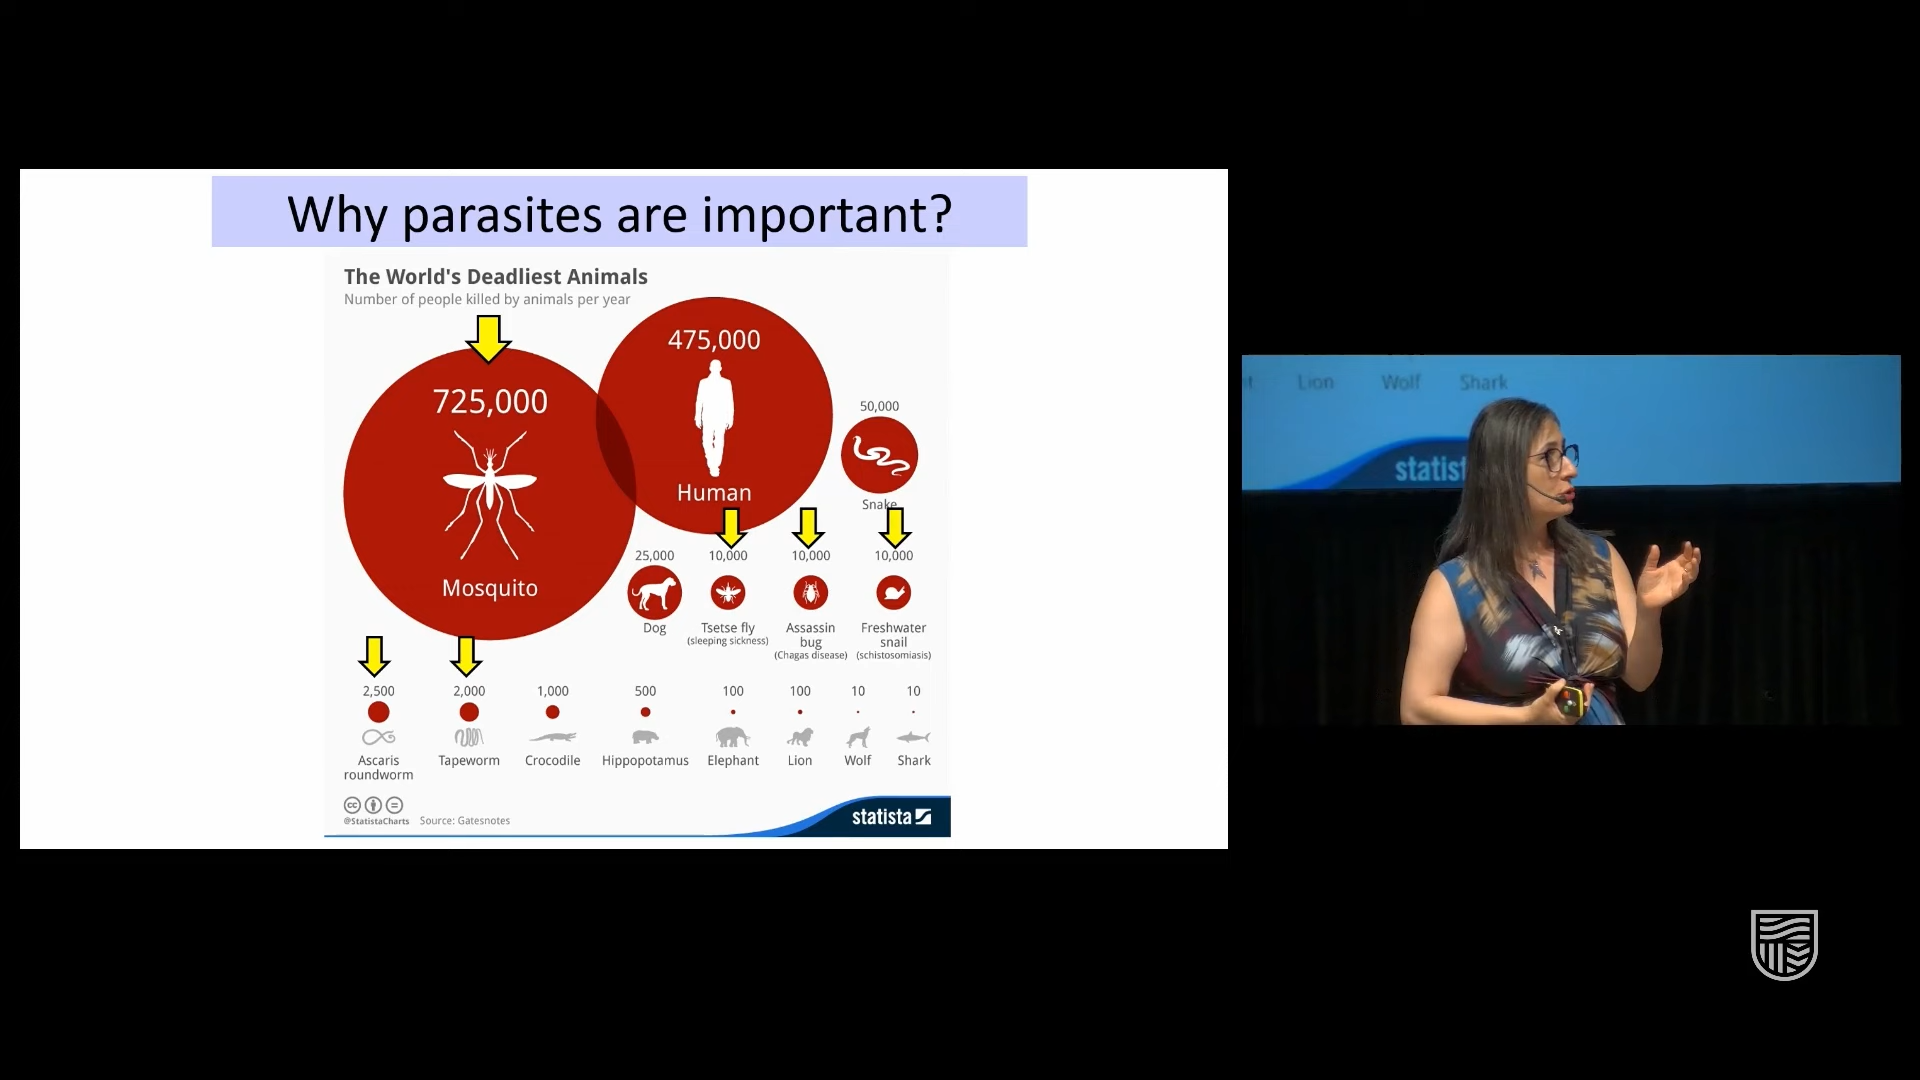 Why parasites are important?
The World's Deadliest Animals
Number of people killed by animals per year
725,000
Mosquito
475,000
Human
50,000
Snake
25,000
Dog
10,000
Tsetse fly
(sleeping sickness)
10,000
Assassin
bug
(Chagas disease)
10,000
Freshwater
snail
(schistosomiasis)
2,500
Ascaris
roundworm
2,000
Tapeworm
1,000
Crocodile
500
Hippopotamus
100
Elephant
100
Lion
10
Wolf
10
Shark
cc
@StatistaCharts
Source: Gatesnotes
statista
Lion Wolf Shark